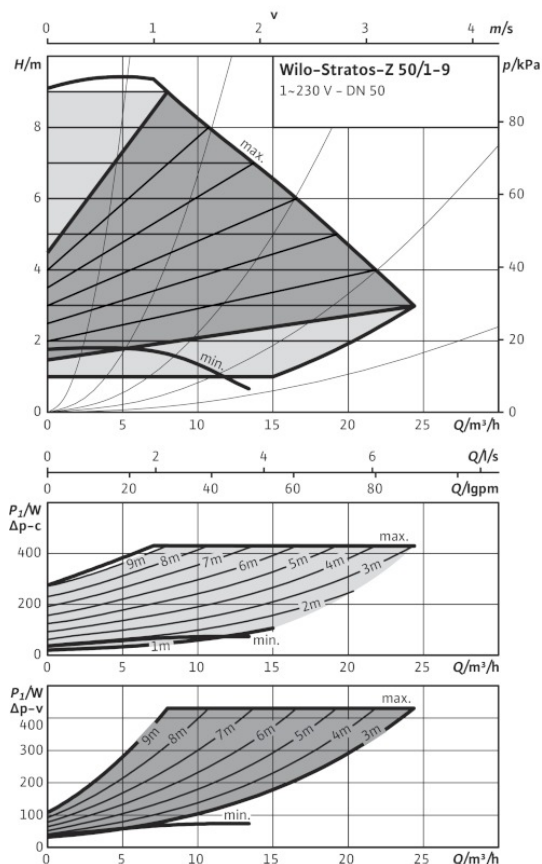 v
0 1 2 3 4 m/s
H/m p/kPa
Wilo-Stratos-Z 50/1-9
1~230 V - DN 50
8 80
max.
6 60
4 40
2 20
min.
0 0
0 5 10 15 20 25 Q/m³/h
0 2 4 6 Q/l/s
0 20 40 60 80 Q/Igpm
P₁/W
Δp-c
max.
400
9m 8m 7m 6m 5m 4m 3m
200
2m
min.
1m
0
0 5 10 15 20 25 Q/m³/h
P₁/W
Δp-v
max.
400
9m 8m 7m 6m 5m 4m 3m
300
200
100
min.
0
0 5 10 15 20 25 Q/m³/h